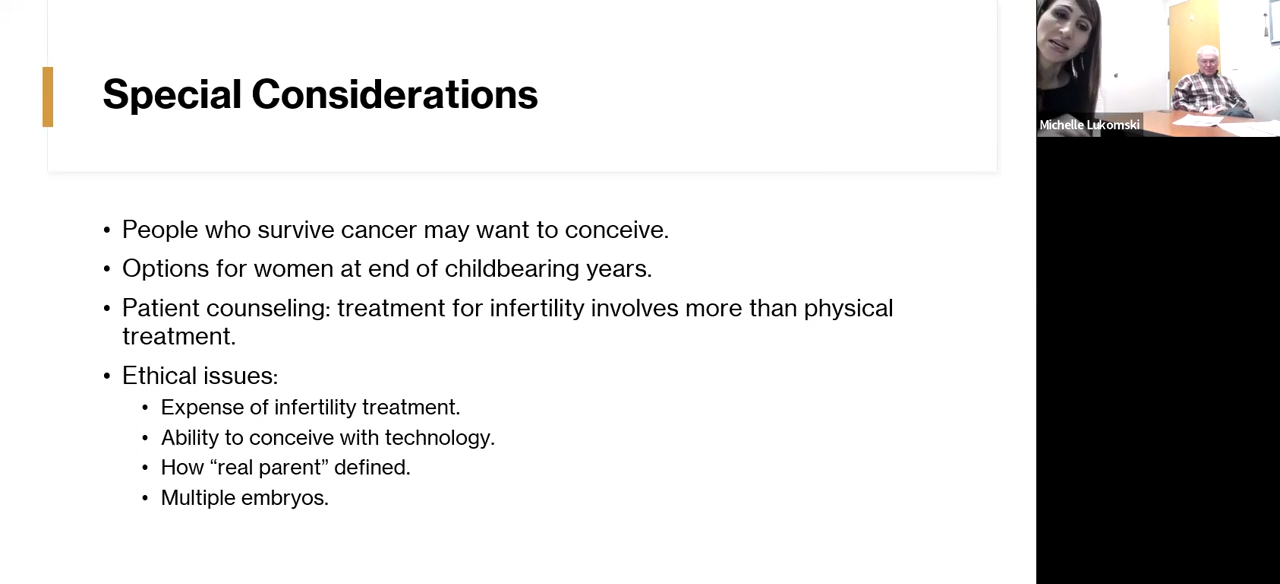 Special Considerations
• People who survive cancer may want to conceive.
• Options for women at end of childbearing years.
• Patient counseling: treatment for infertility involves more than physical
treatment.
• Ethical issues:
• Expense of infertility treatment.
• Ability to conceive with technology.
• How “real parent” defined.
• Multiple embryos.
Michelle Lukomski